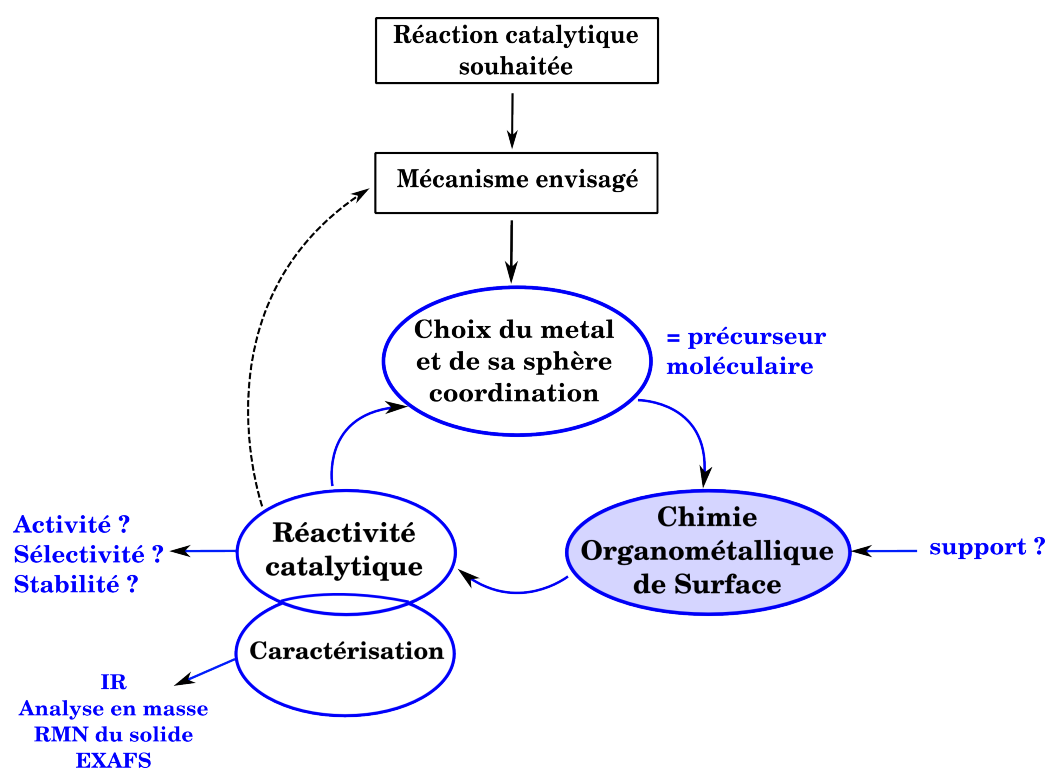 Réaction catalytique
souhaitée
Mécanisme envisagé
Choix du metal
et de sa sphère
coordination
= précurseur
moléculaire
Chimie
Organométallique
de Surface
support ?
Réactivité
catalytique
Activité ?
Sélectivité ?
Stabilité ?
Caractérisation
IR
Analyse en masse
RMN du solide
EXAFS